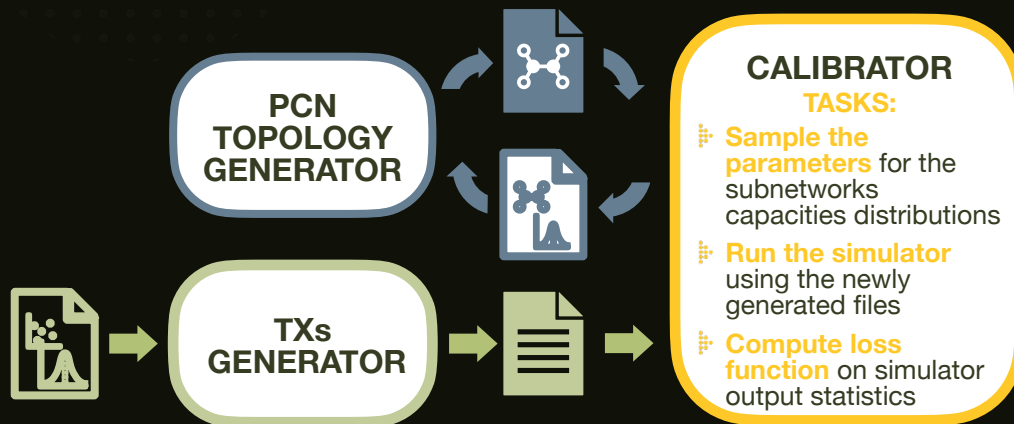 PCN
TOPOLOGY
GENERATOR
TXs
GENERATOR
CALIBRATOR
TASKS:
Sample the
parameters for the
subnetworks
capacities distributions
Run the simulator
using the newly
generated files
Compute loss
function on simulator
output statistics